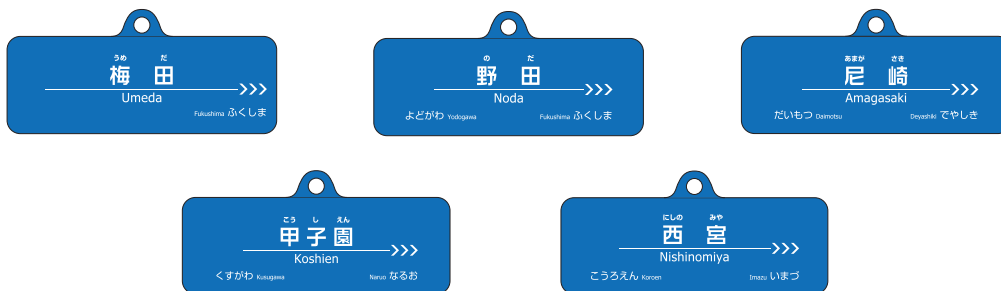 うめ だ
梅 田
Umeda
Fukushima ふくしま
の だ
野 田
Noda
よどがわ Yodogawa Fukushima ふくしま
あまが さき
尼 崎
Amagasaki
だいもつ Daimotsu Deyashiki でやしき
こう し えん
甲子園
Koshien
くすがわ Kusugawa Naruo なるお
にしの みや
西 宮
Nishinomiya
こうろえん Koroen Imazu いまづ